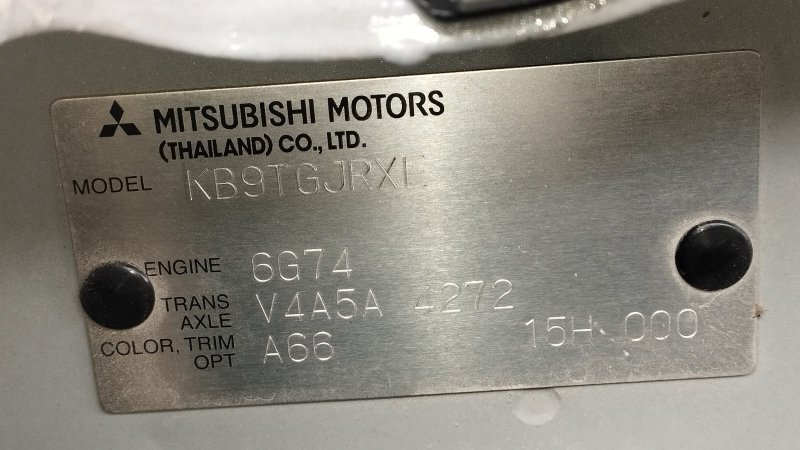 MITSUBISHI MOTORS
(THAILAND) CO., LTD.
MODEL KB9TGJRXL
ENGINE 6G74
TRANS AXLE V4A5A 4272
COLOR, TRIM OPT A66 15H 000